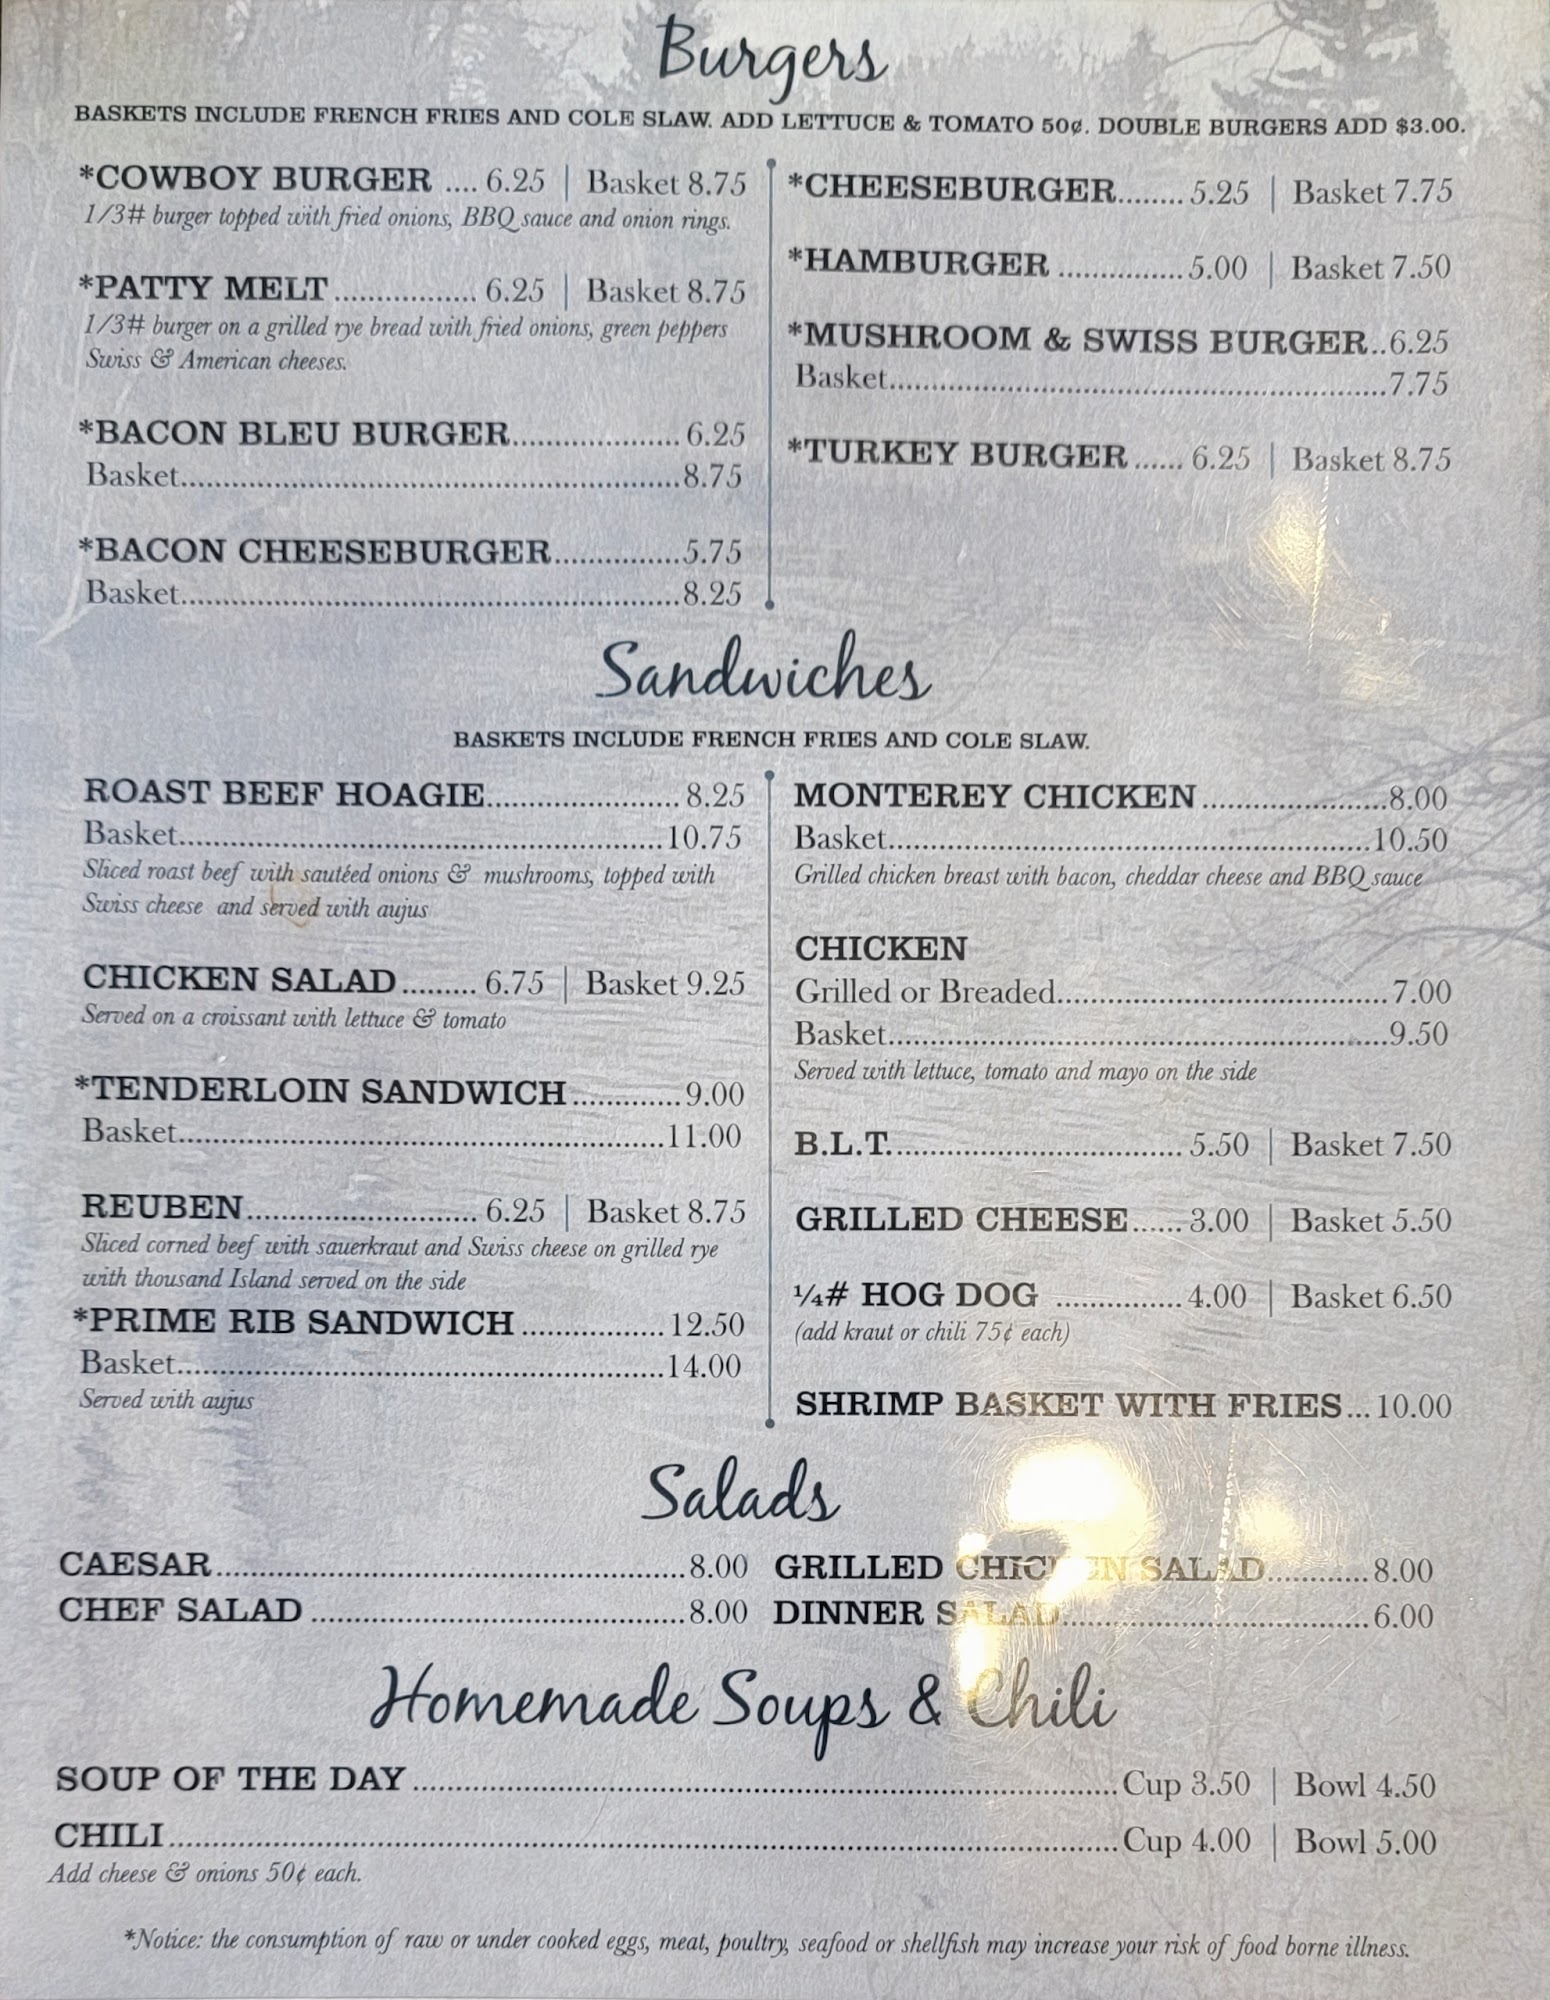 Burgers
BASKETS INCLUDE FRENCH FRIES AND COLE SLAW. ADD LETTUCE & TOMATO 50¢. DOUBLE BURGERS ADD $3.00.
*COWBOY BURGER .... 6.25 | Basket 8.75
1/3# burger topped with fried onions, BBQ sauce and onion rings.
*PATTY MELT ................. 6.25 | Basket 8.75
1/3# burger on a grilled rye bread with fried onions, green peppers
Swiss & American cheeses.
*BACON BLEU BURGER.................... 6.25
Basket............................................................8.75
*BACON CHEESEBURGER...............5.75
Basket............................................................8.25
*CHEESEBURGER........ 5.25 | Basket 7.75
*HAMBURGER ...............5.00 | Basket 7.50
*MUSHROOM & SWISS BURGER..6.25
Basket............................................................7.75
*TURKEY BURGER ...... 6.25 | Basket 8.75
Sandwiches
BASKETS INCLUDE FRENCH FRIES AND COLE SLAW.
ROAST BEEF HOAGIE....................... 8.25
Basket..........................................................10.75
Sliced roast beef with sautéed onions & mushrooms, topped with
Swiss cheese and served with aujus
CHICKEN SALAD ......... 6.75 | Basket 9.25
Served on a croissant with lettuce & tomato
*TENDERLOIN SANDWICH .............9.00
Basket..........................................................11.00
REUBEN............................ 6.25 | Basket 8.75
Sliced corned beef with sauerkraut and Swiss cheese on grilled rye
with thousand Island served on the side
*PRIME RIB SANDWICH ................. 12.50
Basket..........................................................14.00
Served with aujus
MONTEREY CHICKEN ......................8.00
Basket..........................................................10.50
Grilled chicken breast with bacon, cheddar cheese and BBQ sauce
CHICKEN
Grilled or Breaded........................................7.00
Basket............................................................9.50
Served with lettuce, tomato and mayo on the side
B.L.T................................... 5.50 | Basket 7.50
GRILLED CHEESE...... 3.00 | Basket 5.50
¼# HOG DOG ............... 4.00 | Basket 6.50
(add kraut or chili 75¢ each)
SHRIMP BASKET WITH FRIES ... 10.00
Salads
CAESAR........................................................8.00
CHEF SALAD .............................................8.00
GRILLED CHICKEN SALAD............8.00
DINNER SALAD.....................................6.00
Homemade Soups & Chili
SOUP OF THE DAY ....................................................................................Cup 3.50 | Bowl 4.50
CHILI.................................................................................................................Cup 4.00 | Bowl 5.00
Add cheese & onions 50¢ each.
*Notice: the consumption of raw or under cooked eggs, meat, poultry, seafood or shellfish may increase your risk of food borne illness.